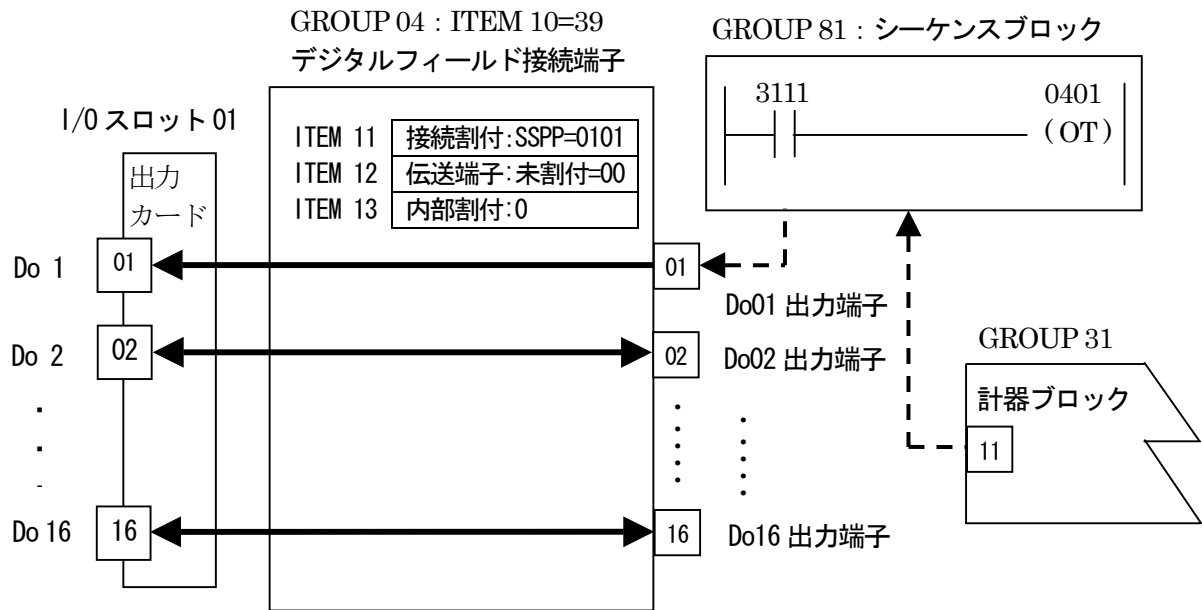 GROUP 04 : ITEM 10=39
デジタルフィールド接続端子
GROUP 81 : シーケンスブロック
I/0 スロット 01
出力
カード
ITEM 11 接続割付:SSPP=0101
ITEM 12 伝送端子:未割付=00
ITEM 13 内部割付:0
3111
0401
(OT)
Do 1
01
01
Do01 出力端子
Do 2
02
02
Do02 出力端子
GROUP 31
計器ブロック
11
Do 16
16
16
Do16 出力端子